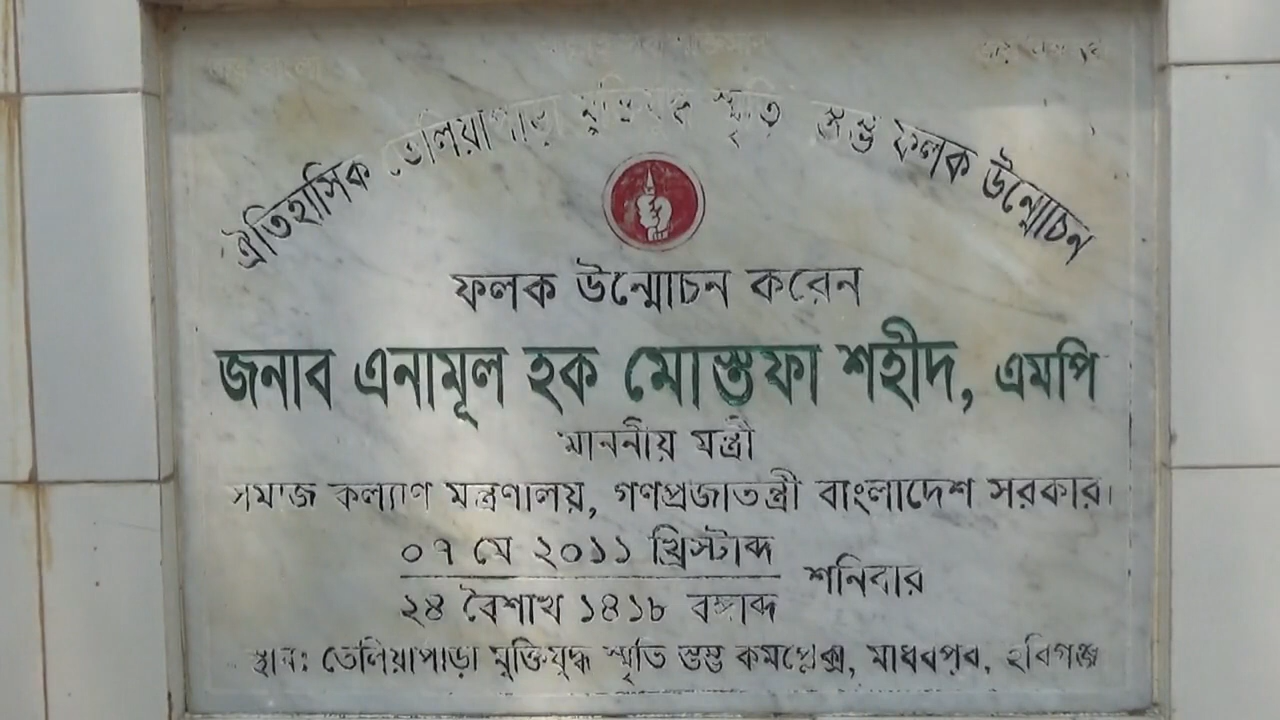 ঐতিহাসিক তেলিয়াপাড়া মুক্তিযুদ্ধ স্মৃতি স্তম্ভ ফলক উন্মোচন
ফলক উন্মোচন করেন
জনাব এনামূল হক মোস্তফা শহীদ, এমপি
মাননীয় মন্ত্রী
সমাজ কল্যাণ মন্ত্রণালয়, গণপ্রজাতন্ত্রী বাংলাদেশ সরকার।
০৭ মে ২০১১ খ্রিস্টাব্দ
শনিবার
২৪ বৈশাখ ১৪১৮ বঙ্গাব্দ
স্থান: তেলিয়াপাড়া মুক্তিযুদ্ধ স্মৃতি স্তম্ভ কমপ্লেক্স, মাধবপুর, হবিগঞ্জ